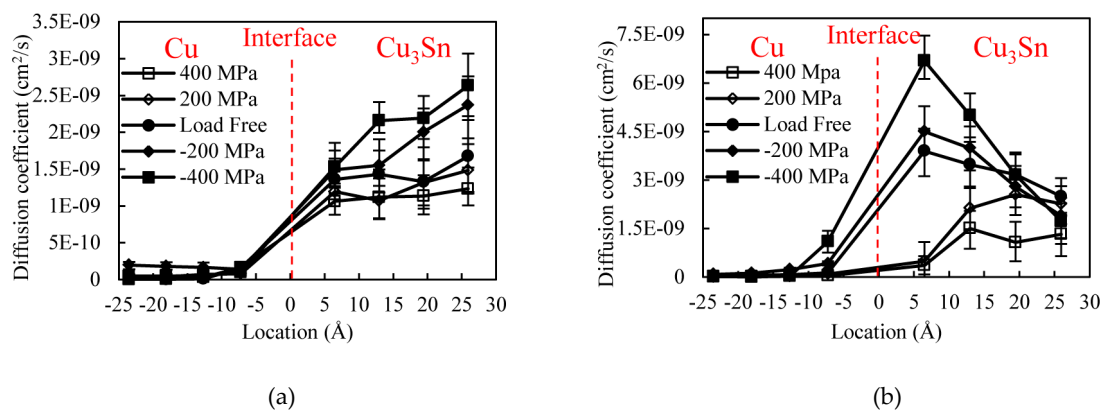 3.5E-09
3E-09
2.5E-09
2E-09
1.5E-09
1E-09
5E-10
0
Diffusion coefficient (cm²/s)
Cu
Interface
Cu₃Sn
400 MPa
200 MPa
Load Free
-200 MPa
-400 MPa
-25 -20 -15 -10 -5 0 5 10 15 20 25 30
Location (Å)
(a)
7.5E-09
6E-09
4.5E-09
3E-09
1.5E-09
0
Diffusion coefficient (cm²/s)
Cu
Interface
Cu₃Sn
400 Mpa
200 MPa
Load Free
-200 MPa
-400 MPa
-25 -20 -15 -10 -5 0 5 10 15 20 25 30
Location (Å)
(b)